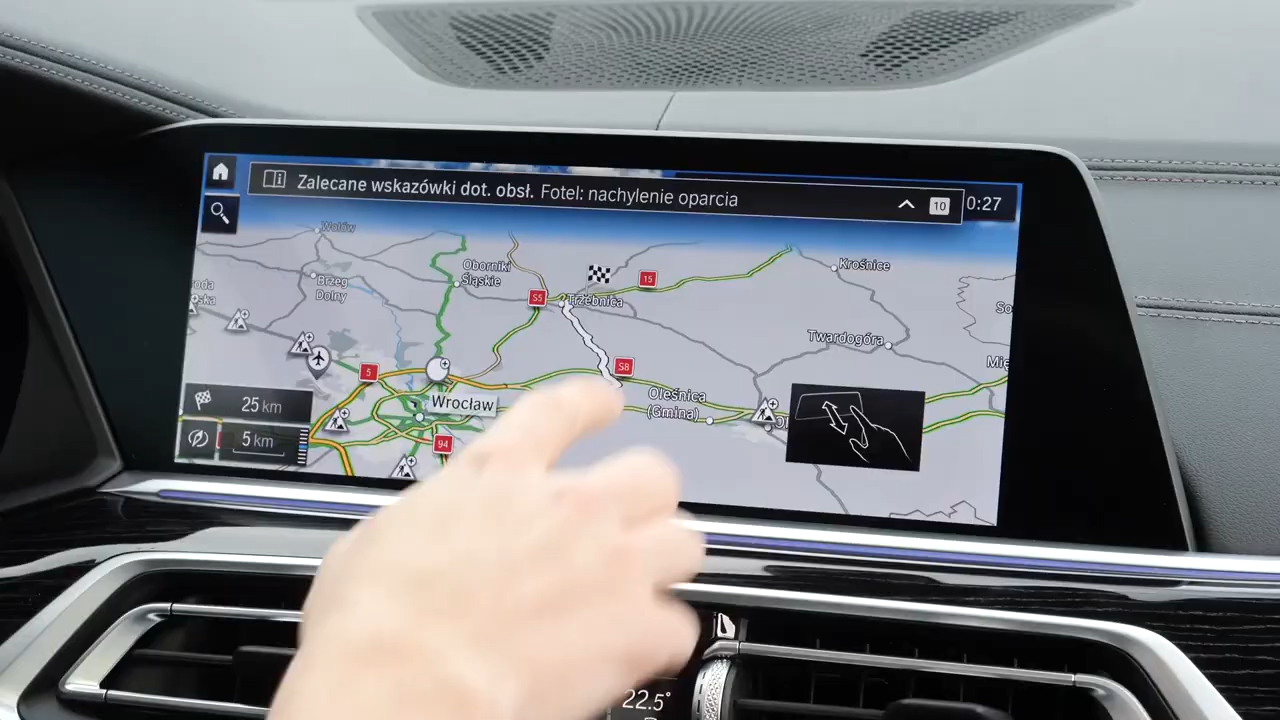 Zalecane wskazówki dot. obsł. Fotel: nachylenie oparcia
10
0:27
Wołów
Oborniki
Śląskie
Krośnice
15
Brzeg
Dolny
S5
Trzebnica
Twardogóra
S8
5
Oleśnica
(Gmina)
25 km
Wrocław
5 km
94
22.5°